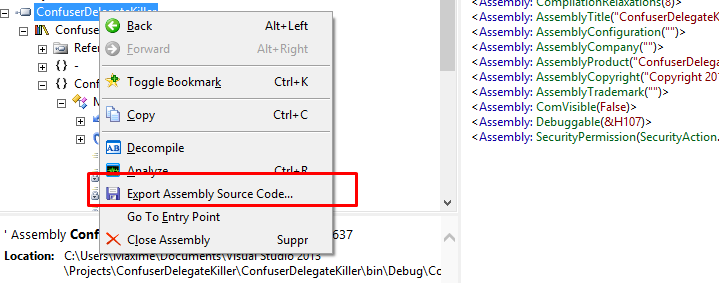 ConfuserDelegateKiller
Confuser
Refer
{} -
{} Conf
Back Alt+Left
Forward Alt+Right
Toggle Bookmark Ctrl+K
Copy Ctrl+C
Decompile
Analyze Ctrl+R
Export Assembly Source Code...
Go To Entry Point
Close Assembly Suppr
<Assembly: CompilationRelaxations(8)>
<Assembly: AssemblyTitle("ConfuserDelegateK
<Assembly: AssemblyConfiguration("")>
<Assembly: AssemblyCompany("")>
<Assembly: AssemblyProduct("ConfuserDelega
<Assembly: AssemblyCopyright("Copyright 201
<Assembly: AssemblyTrademark("")>
<Assembly: ComVisible(False)>
<Assembly: Debuggable(&H107)>
<Assembly: SecurityPermission(SecurityAction.
' Assembly Conf 637
Location: C:\Users\Maxime\Documents\Visual Studio 2013
\Projects\ConfuserDelegateKiller\ConfuserDelegateKiller\bin\Debug\Co